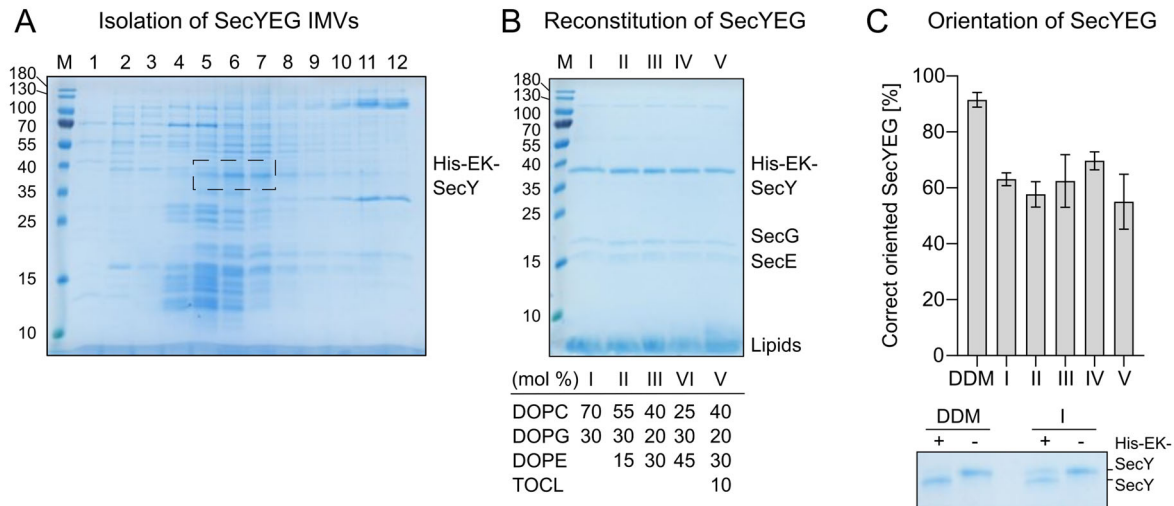 A Isolation of SecYEG IMVs
M 1 2 3 4 5 6 7 8 9 10 11 12
180
130
100
70
55
40
35
25
15
10
His-EK-
SecY
B Reconstitution of SecYEG
M I II III IV V
180
130
100
70
55
40
35
25
15
10
His-EK-
SecY
SecG
SecE
Lipids
(mol %) I II III VI V
DOPC 70 55 40 25 40
DOPG 30 30 20 30 20
DOPE 15 30 45 30
TOCL 10
C Orientation of SecYEG
Correct oriented SecYEG [%]
100
80
60
40
20
0
DDM I II III IV V
DDM I
+ - + - His-EK-
SecY
SecY